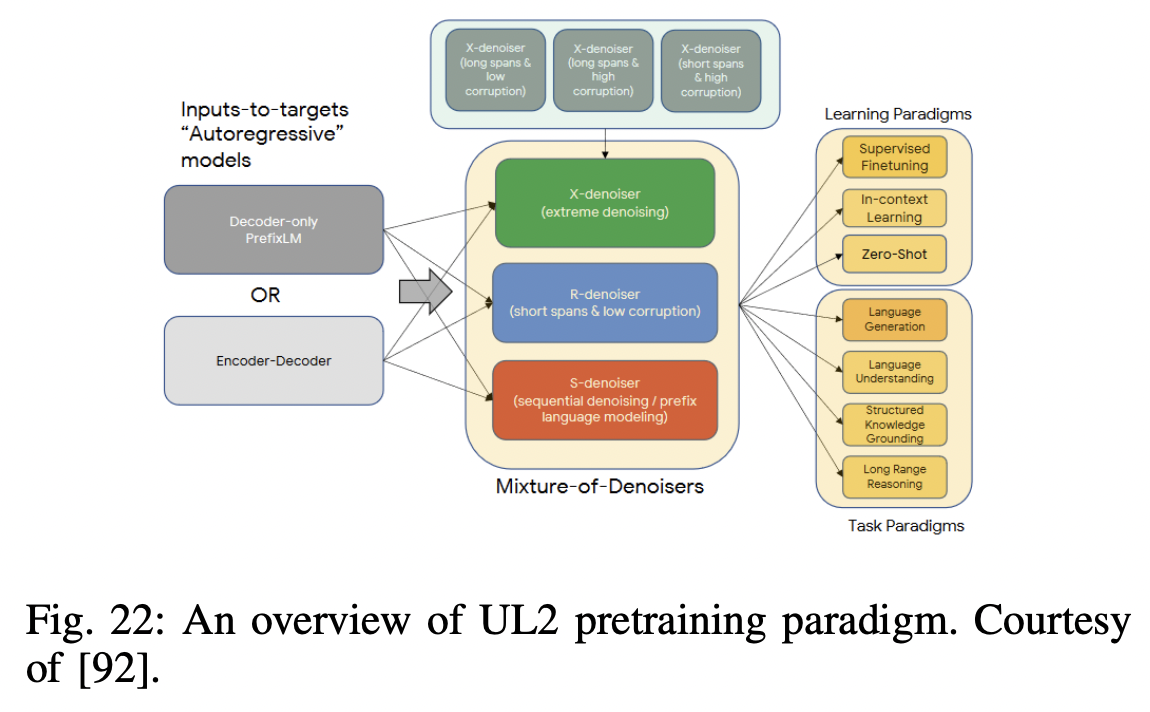 X-denoiser
(long spans &
low
corruption)
X-denoiser
(long spans &
high
corruption)
X-denoiser
(short spans
& high
corruption)
Inputs-to-targets
“Autoregressive”
models
Decoder-only
PrefixLM
OR
Encoder-Decoder
X-denoiser
(extreme denoising)
R-denoiser
(short spans & low corruption)
S-denoiser
(sequential denoising / prefix
language modeling)
Mixture-of-Denoisers
Learning Paradigms
Supervised
Finetuning
In-context
Learning
Zero-Shot
Language
Generation
Language
Understanding
Structured
Knowledge
Grounding
Long Range
Reasoning
Task Paradigms
Fig. 22: An overview of UL2 pretraining paradigm. Courtesy
of [92].